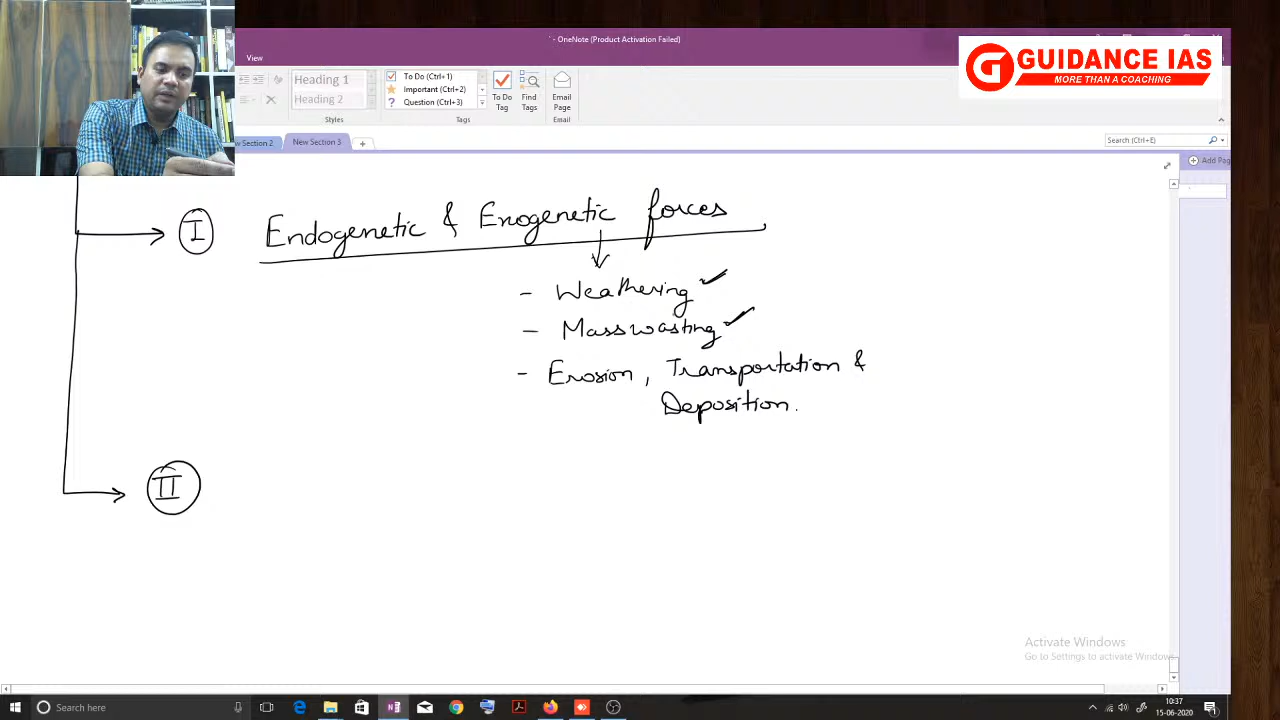 - OneNote (Product Activation Failed)
GUIDANCE IAS
MORE THAN A COACHING
View
Heading 1
Heading 2
Styles
To Do (Ctrl+1)
Important (Ctrl+2)
Question (Ctrl+3)
To Do Tag
Find Tags
Tags
Email Page
Email
Section 2
New Section 3
Search (Ctrl+E)
Add Pag
I
Endogenetic & Exogenetic forces
- Weathering
- Masswasting
- Erosion, Transportation &
Deposition.
II
Activate Windows
Go to Settings to activate Windows.
Search here
10:37
15-06-2020